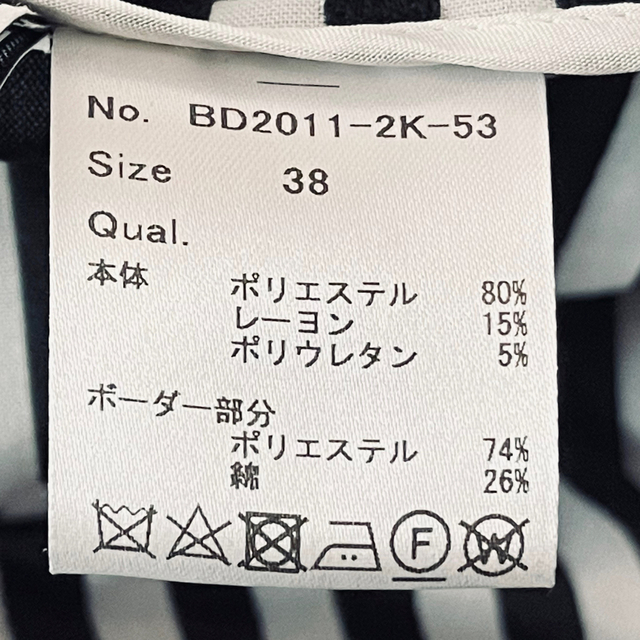 No. BD2011-2K-53
Size 38
Qual.
本体
ポリエステル 80%
レーヨン 15%
ポリウレタン 5%
ボーダー部分
ポリエステル 74%
綿 26%
F W